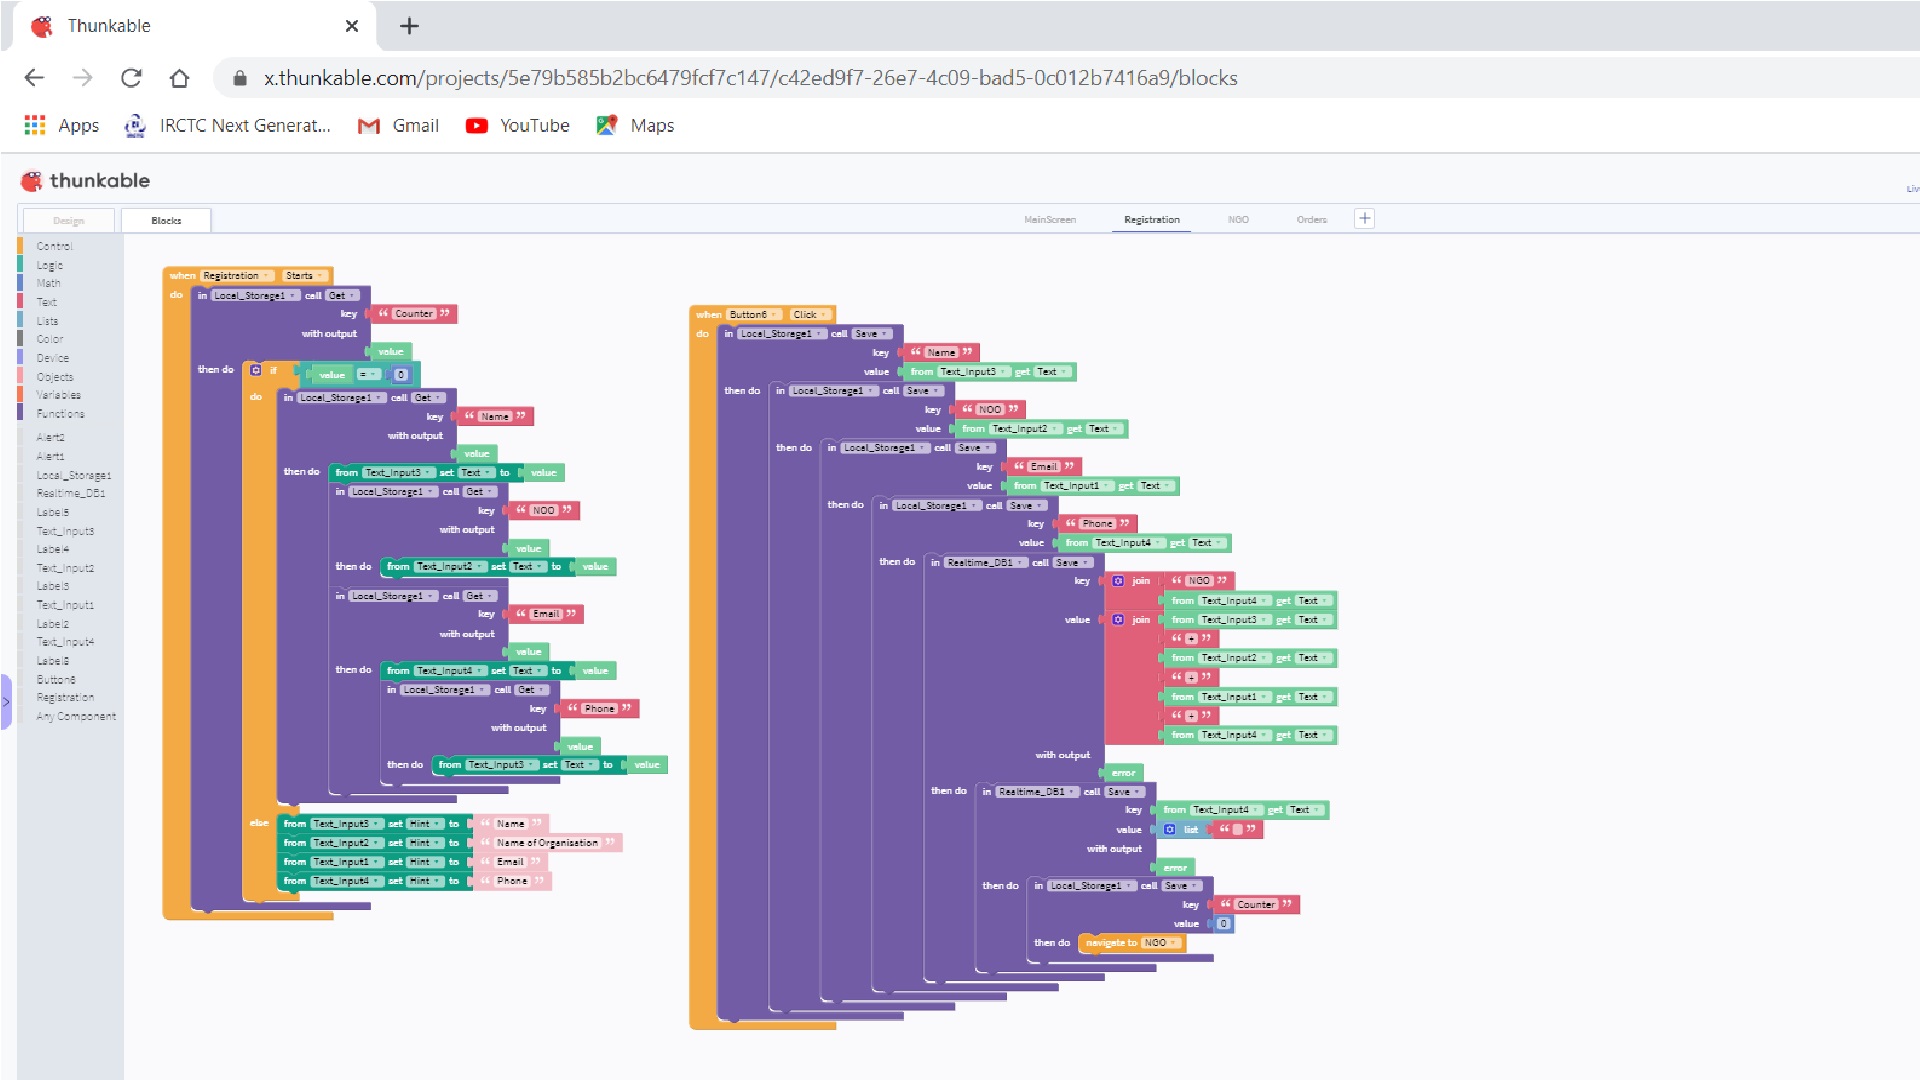 Thunkable
x.thunkable.com/projects/5e79b585b2bc6479fcf7c147/c42ed9f7-26e7-4c09-bad5-0c012b7416a9/blocks
Apps IRCTC Next Generat... Gmail YouTube Maps
thunkable
Design Blocks MainScreen Registration NGO Orders
Control
Logic
Math
Text
Lists
Color
Device
Objects
Variables
Functions
Alert2
Alert1
Local_Storage1
Realtime_DB1
Label5
Text_Input3
Label4
Text_Input2
Label3
Text_Input1
Label2
Text_Input4
Button6
Registration
Any Component
when Registration Starts
do in Local_Storage1 call Get
key “ Counter ”
with output
value
then do if value = 0
do in Local_Storage1 call Get
key “ Name ”
with output
value
then do from Text_Input3 set Text to value
in Local_Storage1 call Get
key “ NOO ”
with output
value
then do from Text_Input2 set Text to value
in Local_Storage1 call Get
key “ Email ”
with output
value
then do from Text_Input4 set Text to value
in Local_Storage1 call Get
key “ Phone ”
with output
value
then do from Text_Input3 set Text to value
else from Text_Input3 set Hint to “ Name ”
from Text_Input2 set Hint to “ Name of Organisation ”
from Text_Input1 set Hint to “ Email ”
from Text_Input4 set Hint to “ Phone ”
when Button6 Click
do in Local_Storage1 call Save
key “ Name ”
value from Text_Input3 get Text
then do in Local_Storage1 call Save
key “ NOO ”
value from Text_Input2 get Text
then do in Local_Storage1 call Save
key “ Email ”
value from Text_Input1 get Text
then do in Local_Storage1 call Save
key “ Phone ”
value from Text_Input4 get Text
then do in Realtime_DB1 call Save
key join “ NGO ”
from Text_Input4 get Text
value join from Text_Input3 get Text
“ + ”
from Text_Input2 get Text
“ + ”
from Text_Input1 get Text
“ + ”
from Text_Input4 get Text
with output
error
then do in Realtime_DB1 call Save
key from Text_Input4 get Text
value list “ ”
with output
error
then do in Local_Storage1 call Save
key “ Counter ”
value 0
then do navigate to NGO